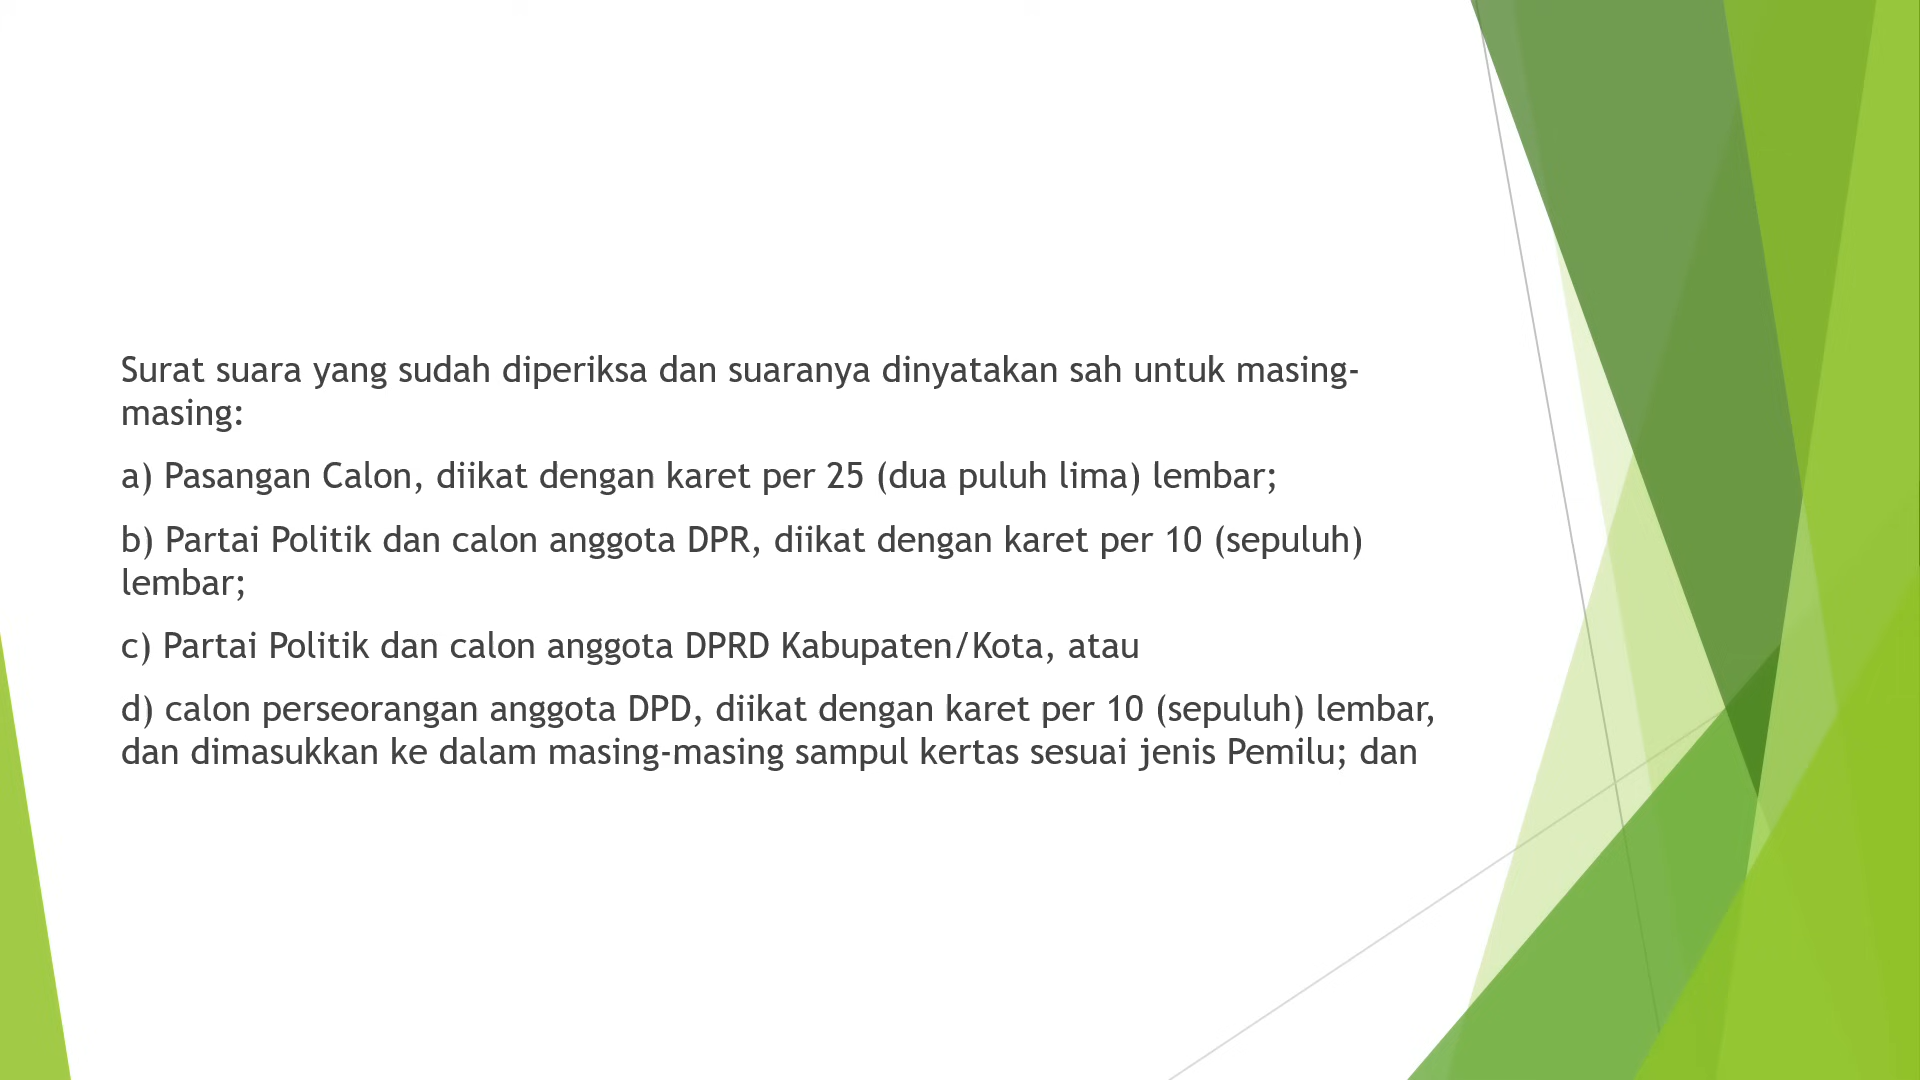 Surat suara yang sudah diperiksa dan suaranya dinyatakan sah untuk masing-
masing:
a) Pasangan Calon, diikat dengan karet per 25 (dua puluh lima) lembar;
b) Partai Politik dan calon anggota DPR, diikat dengan karet per 10 (sepuluh)
lembar;
c) Partai Politik dan calon anggota DPRD Kabupaten/Kota, atau
d) calon perseorangan anggota DPD, diikat dengan karet per 10 (sepuluh) lembar,
dan dimasukkan ke dalam masing-masing sampul kertas sesuai jenis Pemilu; dan